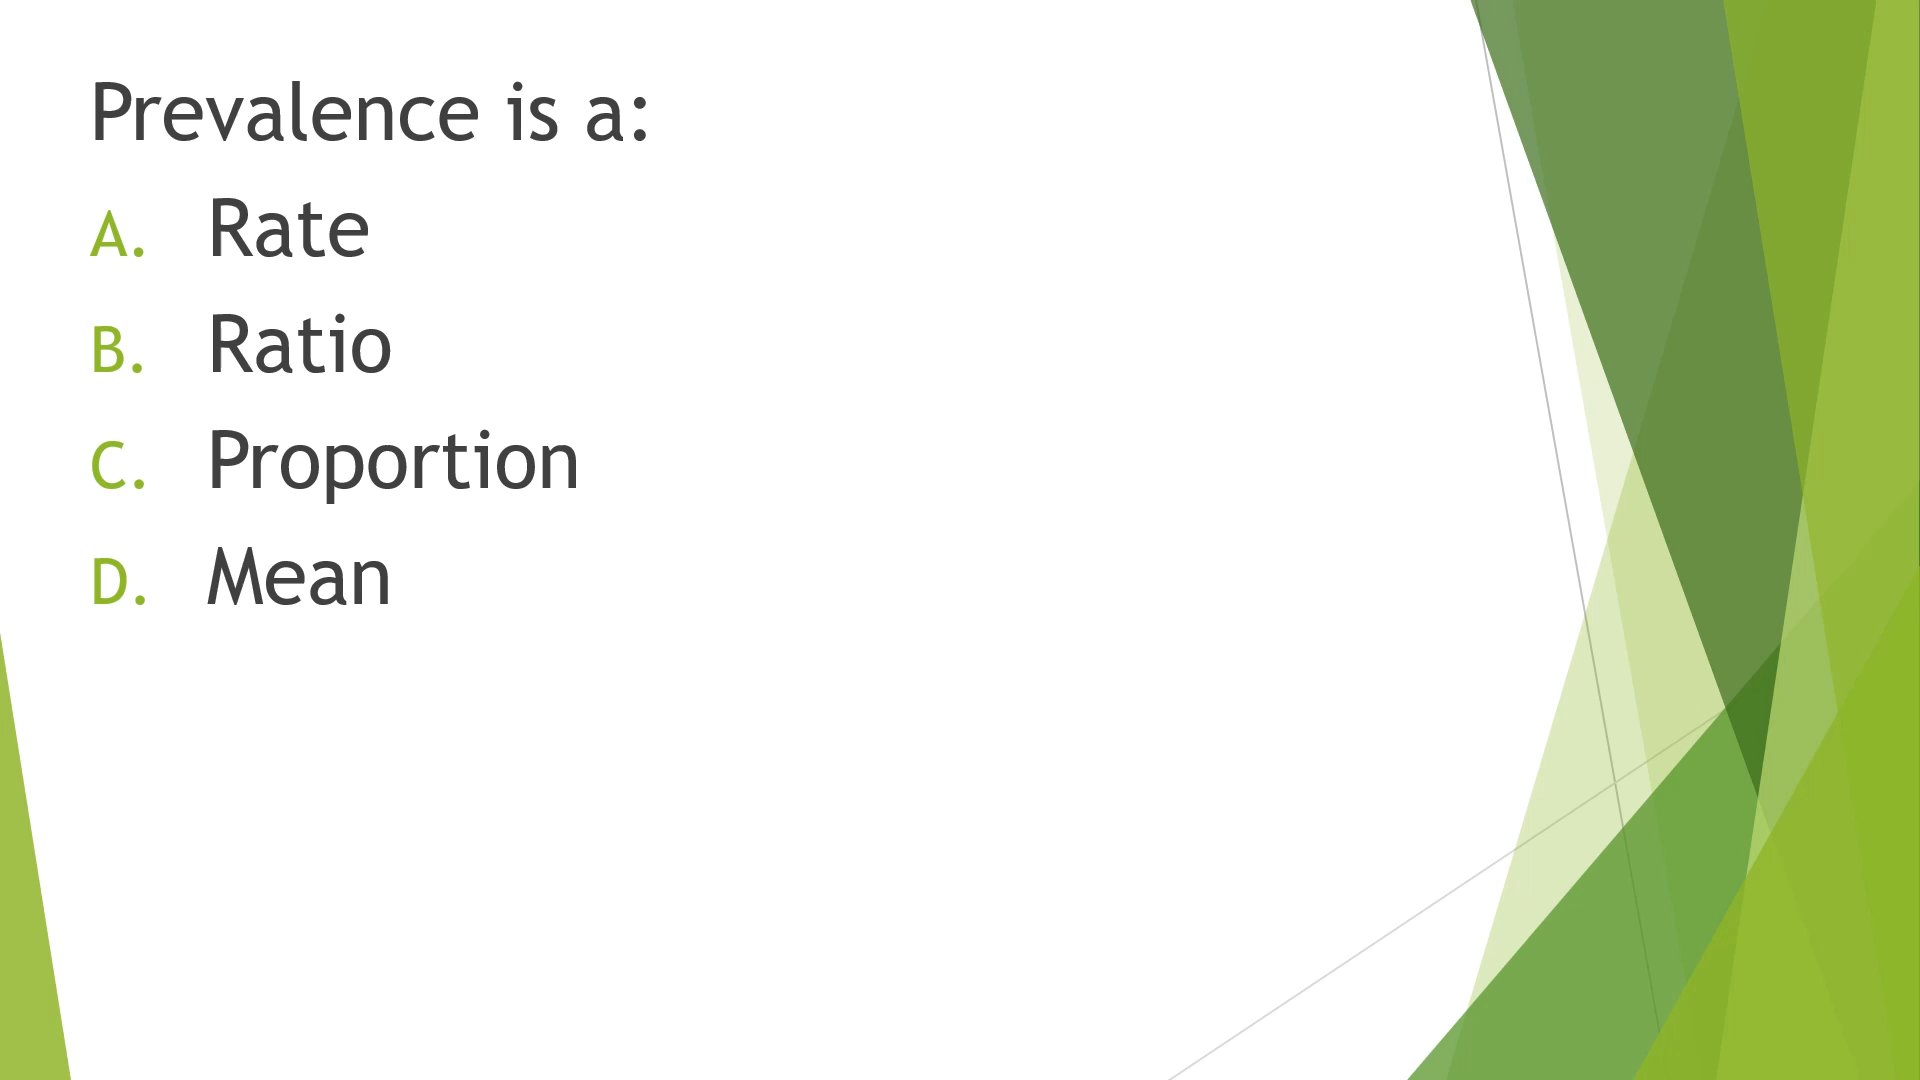 Prevalence is a:
A. Rate
B. Ratio
C. Proportion
D. Mean